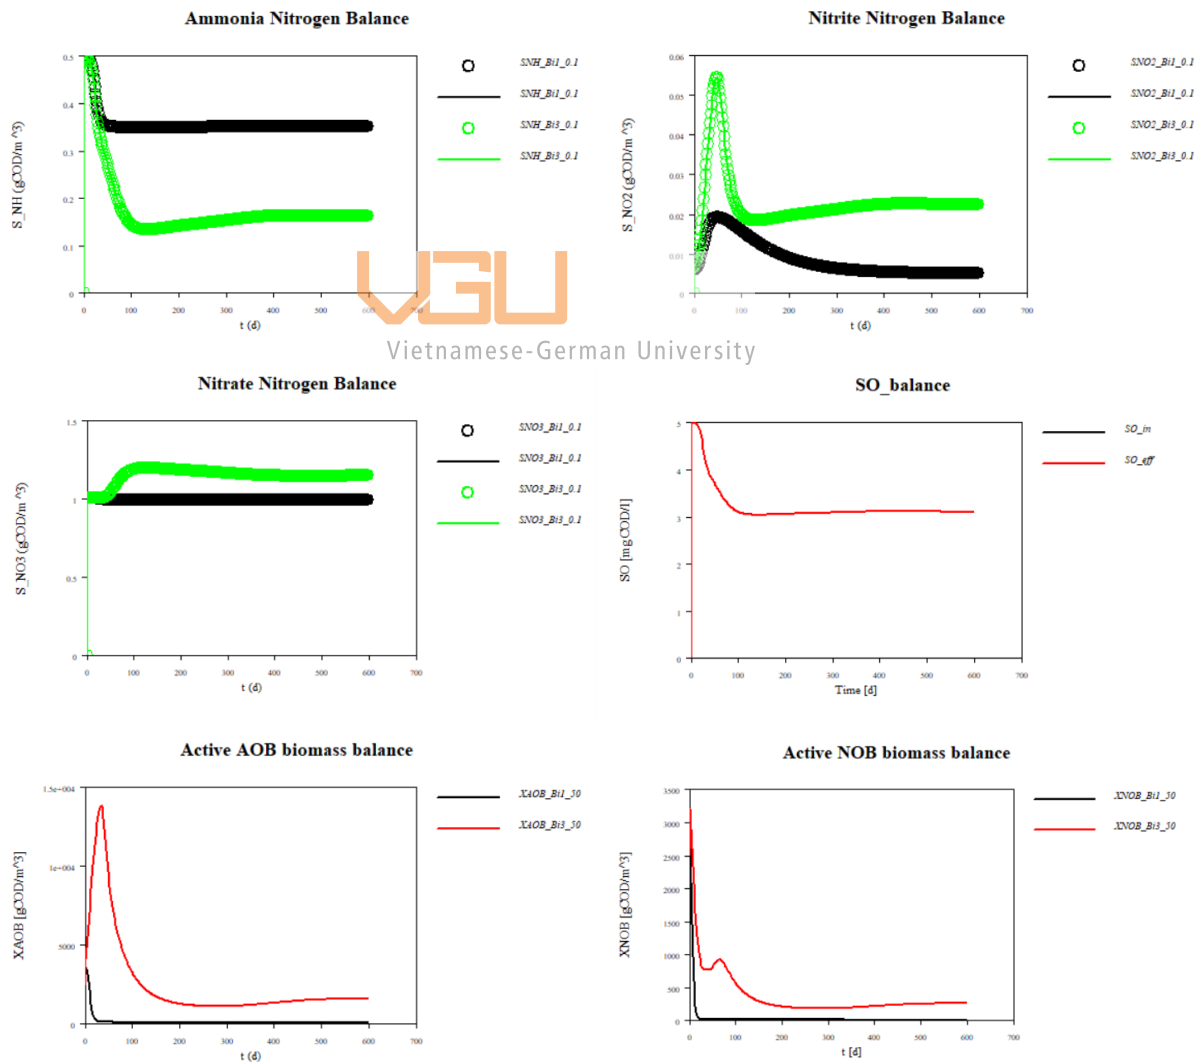 Ammonia Nitrogen Balance
S_NH (gCOD/m ^3)
0.5
0.4
0.3
0.2
0.1
0
0 100 200 300 400 500 600 700
t (d)
SNH_Bi1_0.1
SNH_Bi1_0.1
SNH_Bi3_0.1
SNH_Bi3_0.1
Nitrite Nitrogen Balance
S_NO2 (gCOD/m ^3)
0.06
0.05
0.04
0.03
0.02
0.01
0
0 100 200 300 400 500 600 700
t (d)
SNO2_Bi1_0.1
SNO2_Bi1_0.1
SNO2_Bi3_0.1
SNO2_Bi3_0.1
VGU
Vietnamese-German University
Nitrate Nitrogen Balance
S_NO3 (gCOD/m ^3)
1.5
1
0.5
0
0 100 200 300 400 500 600 700
t (d)
SNO3_Bi1_0.1
SNO3_Bi1_0.1
SNO3_Bi3_0.1
SNO3_Bi3_0.1
SO_balance
SO [mgCOD/l]
5
4
3
2
1
0
0 100 200 300 400 500 600 700
Time [d]
SO_in
SO_eff
Active AOB biomass balance
XAOB [gCOD/m^3]
1.5e+004
1e+004
5000
0
0 100 200 300 400 500 600 700
t (d)
XAOB_Bi1_50
XAOB_Bi3_50
Active NOB biomass balance
XNOB [gCOD/m^3]
3500
3000
2500
2000
1500
1000
500
0
0 100 200 300 400 500 600 700
t [d]
XNOB_Bi1_50
XNOB_Bi3_50